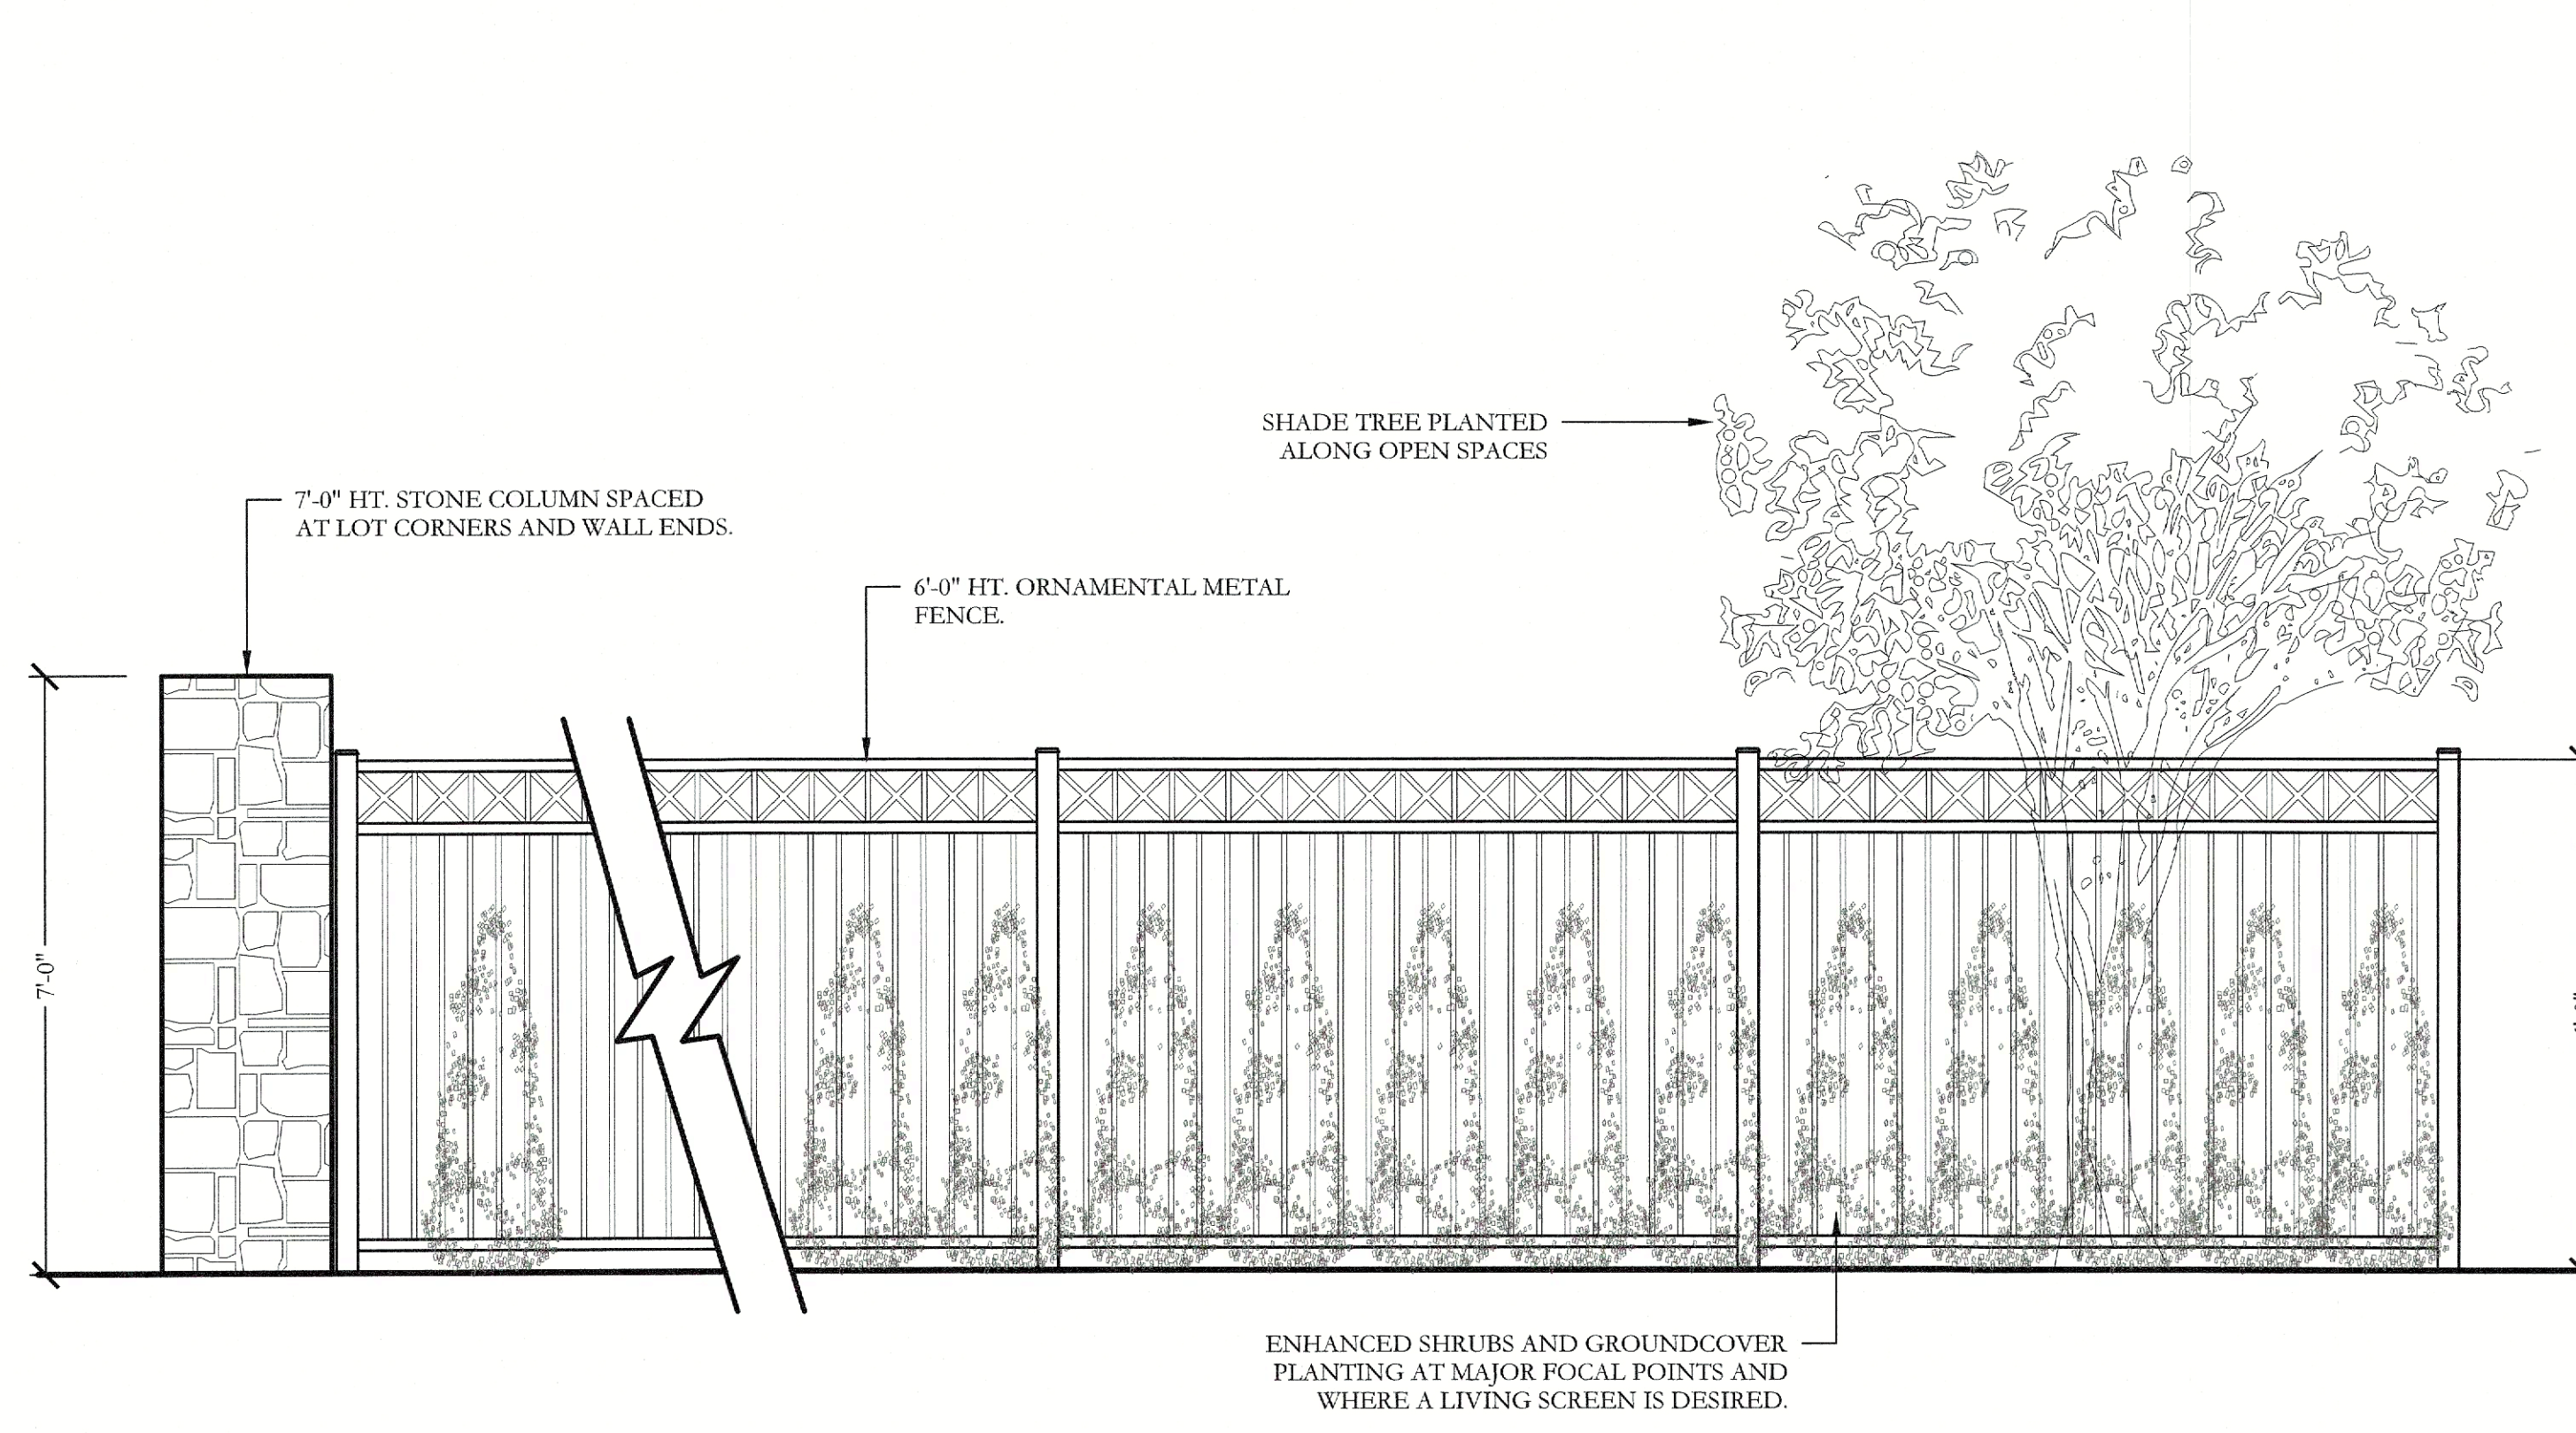 SHADE TREE PLANTED
ALONG OPEN SPACES
7'-0" HT. STONE COLUMN SPACED
AT LOT CORNERS AND WALL ENDS.
6'-0" HT. ORNAMENTAL METAL
FENCE.
7'-0"
ENHANCED SHRUBS AND GROUNDCOVER
PLANTING AT MAJOR FOCAL POINTS AND
WHERE A LIVING SCREEN IS DESIRED.